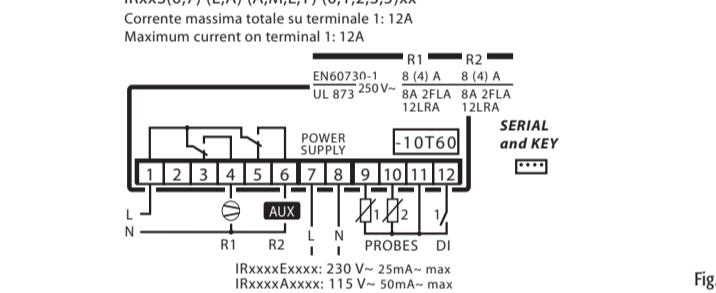 Corrente massima totale su terminale 1: 12A
Maximum current on terminal 1: 12A
R1 R2
EN60730-1 8 (4) A 8 (4) A
UL 873 250 V~ 8A 2FLA 8A 2FLA
12LRA 12LRA
SERIAL
and KEY
POWER
SUPPLY
-10T60
1 2 3 4 5 6 7 8 9 10 11 12
L
N
AUX
1 2 1
R1 R2 L N PROBES DI
IRxxxxExxxx: 230 V~ 25mA~ max
IRxxxxAxxxx: 115 V~ 50mA~ max
Fig.